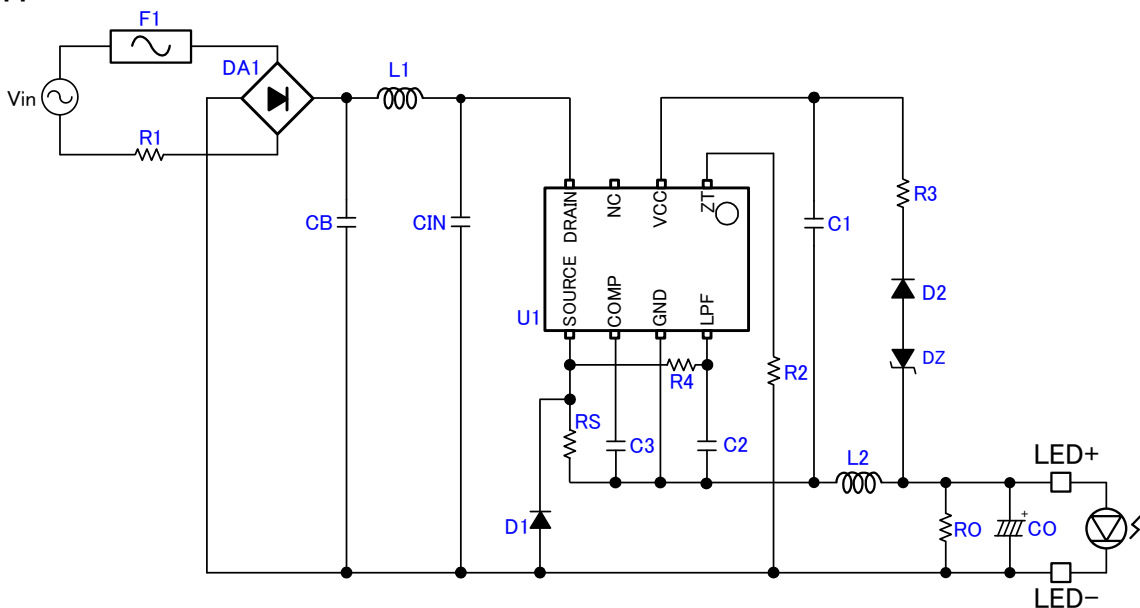 F1
DA1
L1
Vin
R1
CB
CIN
DRAIN
NC
VCC
ZT
SOURCE
COMP
GND
LPF
U1
C1
R3
D2
DZ
R4
R2
RS
C3
C2
L2
LED+
D1
RO
+
CO
LED-